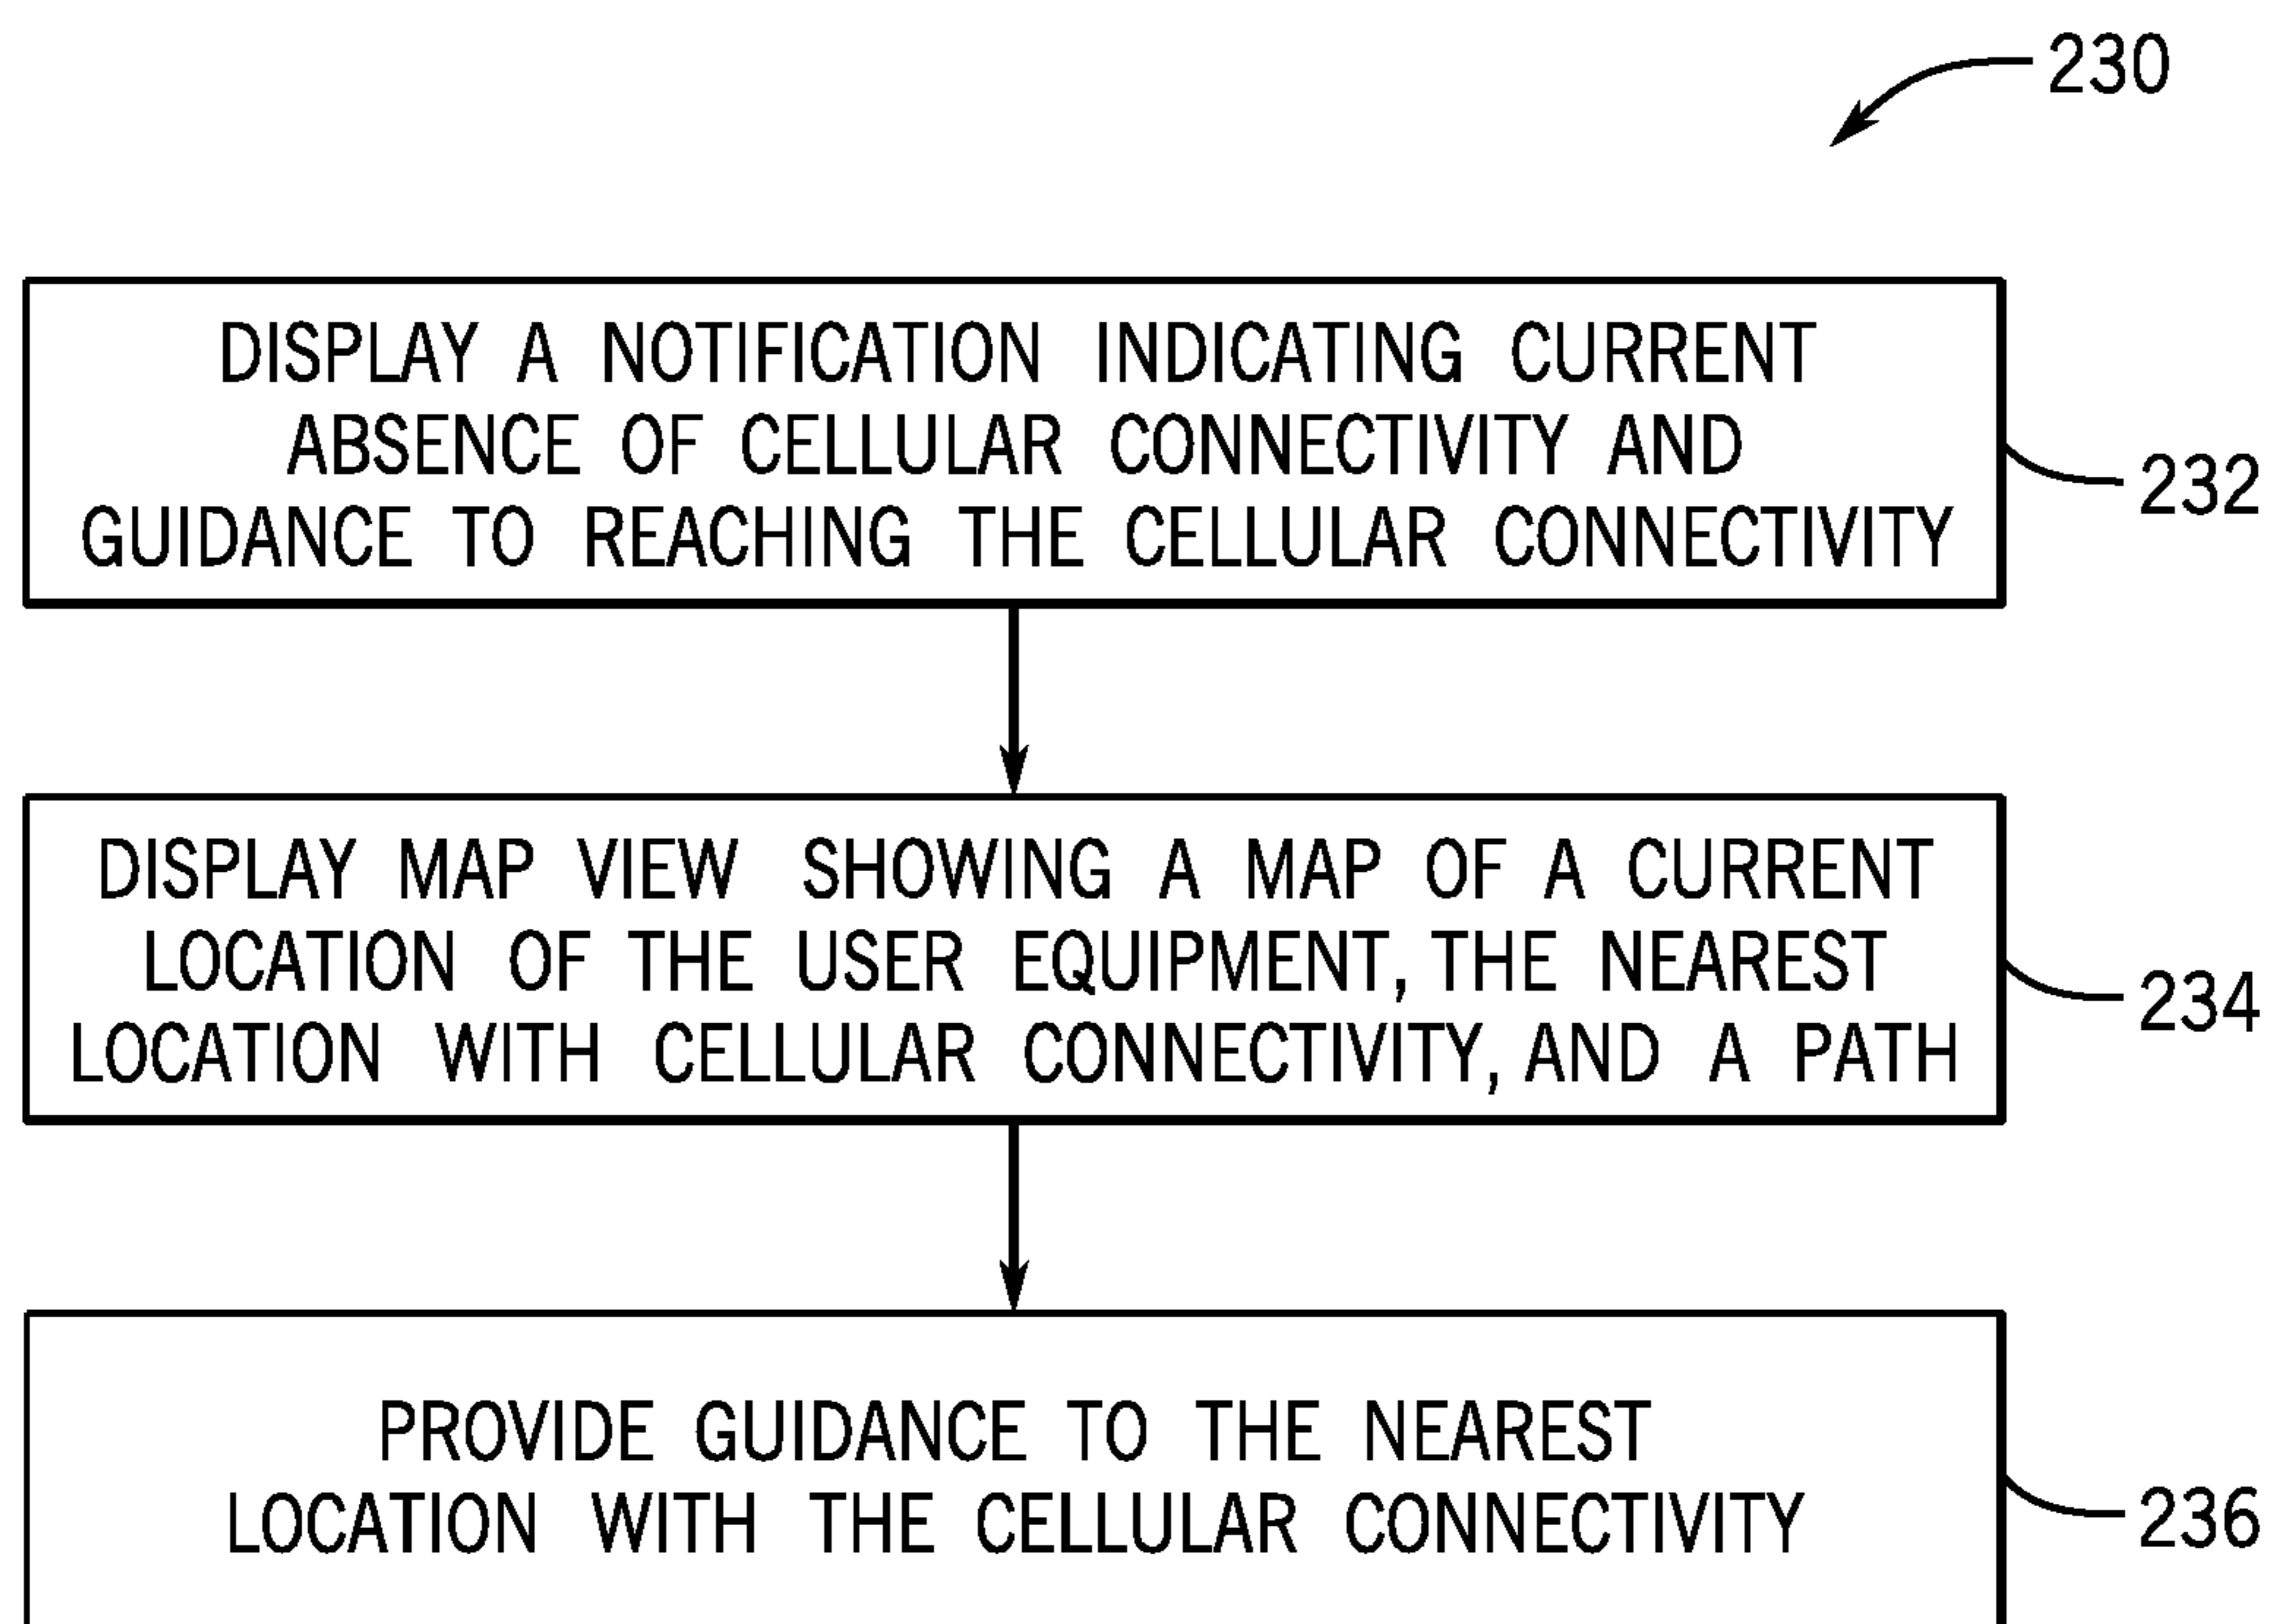 230
DISPLAY A NOTIFICATION INDICATING CURRENT
ABSENCE OF CELLULAR CONNECTIVITY AND
GUIDANCE TO REACHING THE CELLULAR CONNECTIVITY
232
DISPLAY MAP VIEW SHOWING A MAP OF A CURRENT
LOCATION OF THE USER EQUIPMENT, THE NEAREST
LOCATION WITH CELLULAR CONNECTIVITY, AND A PATH
234
PROVIDE GUIDANCE TO THE NEAREST
LOCATION WITH THE CELLULAR CONNECTIVITY
236